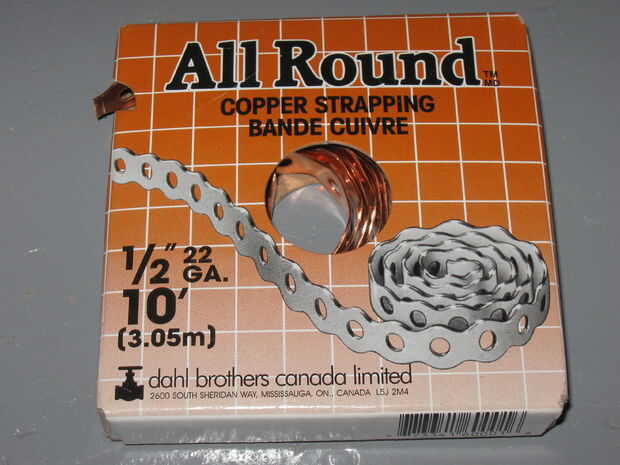 All Round TM
MD
COPPER STRAPPING
BANDE CUIVRE
1/2" 22
GA.
10'
(3.05m)
dahl brothers canada limited
2600 SOUTH SHERIDAN WAY, MISSISSAUGA, ON., CANADA L5J 2M4